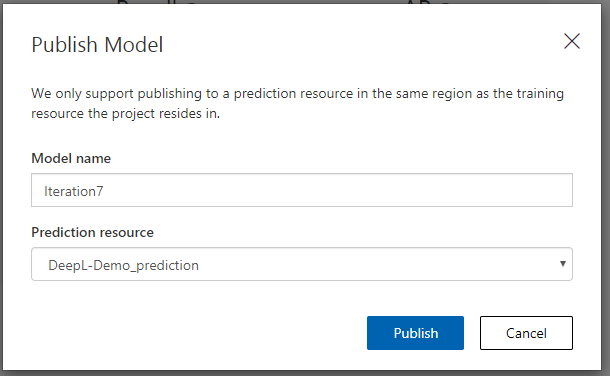 Publish Model
We only support publishing to a prediction resource in the same region as the training
resource the project resides in.
Model name
Iteration7
Prediction resource
DeepL-Demo_prediction
Publish
Cancel